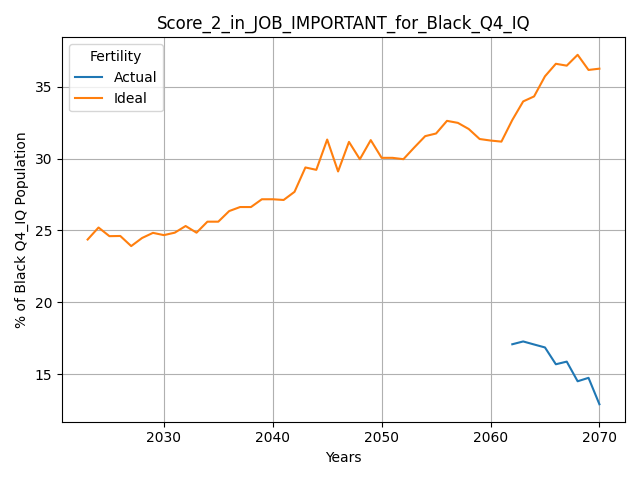 Score_2_in_JOB_IMPORTANT_for_Black_Q4_IQ
Fertility
Actual
Ideal
% of Black Q4_IQ Population
35
30
25
20
15
2030 2040 2050 2060 2070
Years